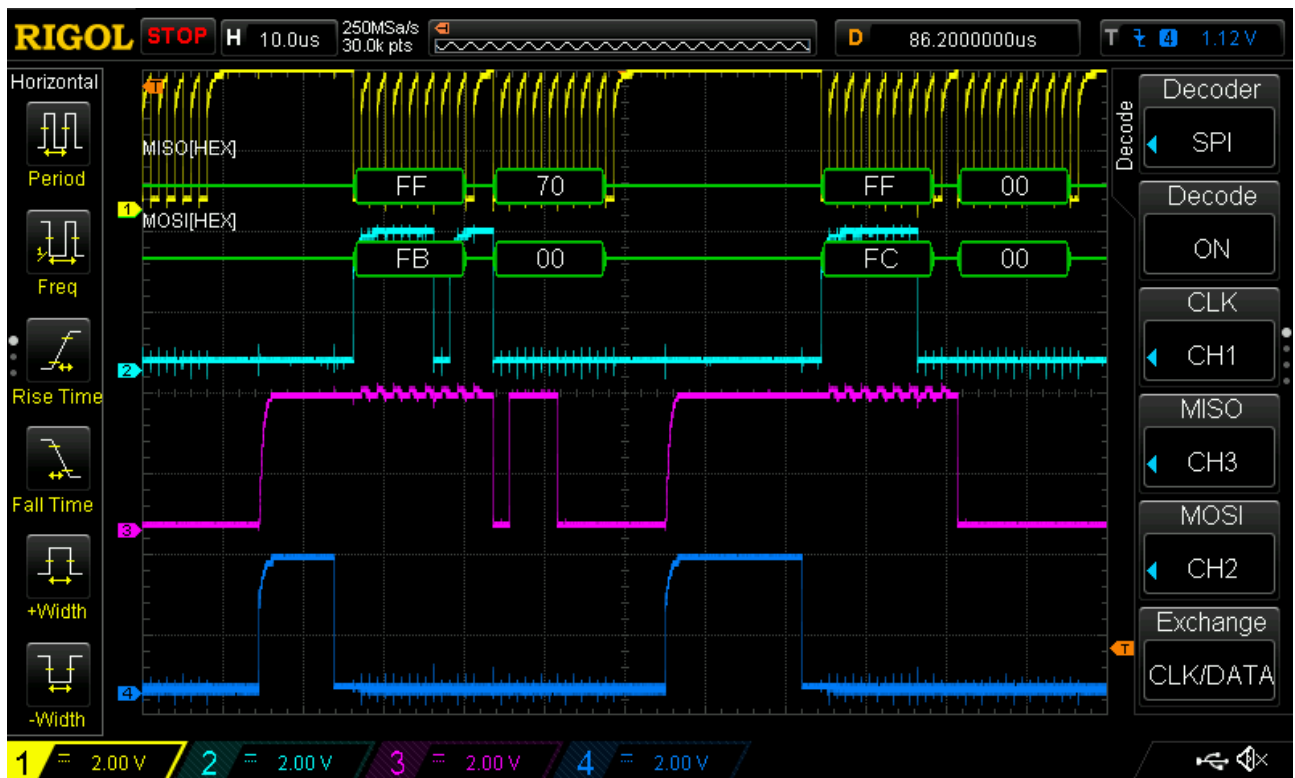 RIGOL STOP H 10.0us 250MSa/s 30.0k pts D 86.2000000us T 4 1.12 V
Horizontal
Period
Freq
Rise Time
Fall Time
+Width
-Width
T
MISO[HEX]
FF 70 FF 00
1
MOSI[HEX]
FB 00 FC 00
2
3
4
T
Decode
Decoder
SPI
Decode
ON
CLK
CH1
MISO
CH3
MOSI
CH2
Exchange
CLK/DATA
1 = 2.00 V 2 = 2.00 V 3 = 2.00 V 4 = 2.00 V